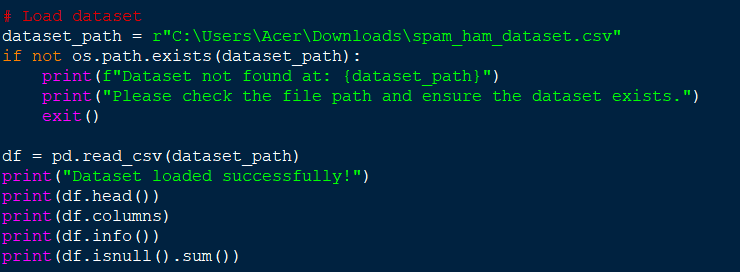 # Load dataset
dataset_path = r"C:\Users\Acer\Downloads\spam_ham_dataset.csv"
if not os.path.exists(dataset_path):
    print(f"Dataset not found at: {dataset_path}")
    print("Please check the file path and ensure the dataset exists.")
    exit()

df = pd.read_csv(dataset_path)
print("Dataset loaded successfully!")
print(df.head())
print(df.columns)
print(df.info())
print(df.isnull().sum())